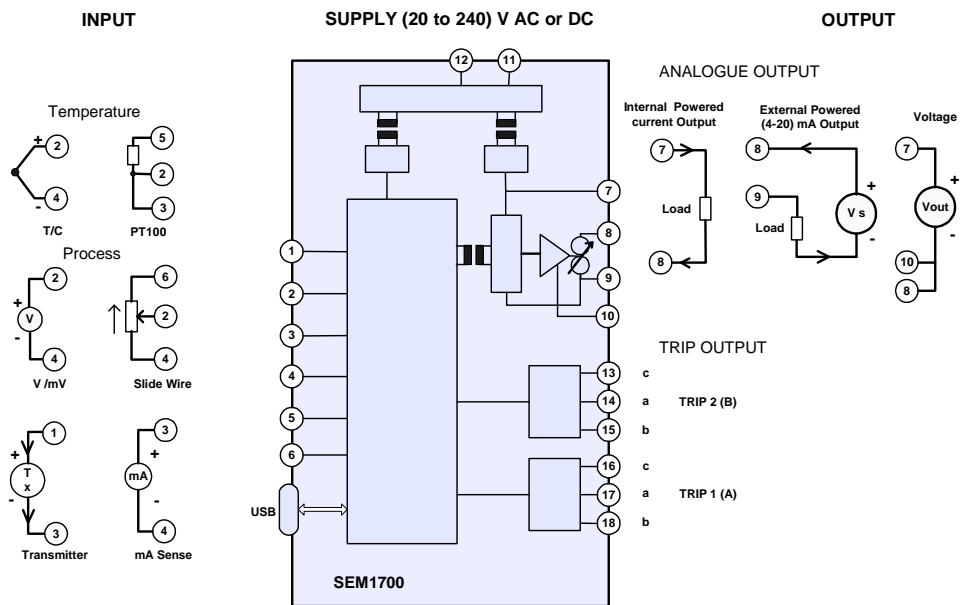 INPUT
SUPPLY (20 to 240) V AC or DC
OUTPUT
12
11
ANALOGUE OUTPUT
Temperature
Internal Powered
current Output
External Powered
(4-20) mA Output
Voltage
+
2
4
-
T/C
5
2
3
PT100
7
Load
8
8
9
Load
+
V s
-
7
+
Vout
-
10
8
Process
2
+
V
-
4
V /mV
6
2
4
Slide Wire
1
+
T
x
-
3
Transmitter
3
+
mA
-
4
mA Sense
1
2
3
4
5
6
USB
7
8
9
10
TRIP OUTPUT
13 c
14 a TRIP 2 (B)
15 b
16 c
17 a TRIP 1 (A)
18 b
SEM1700